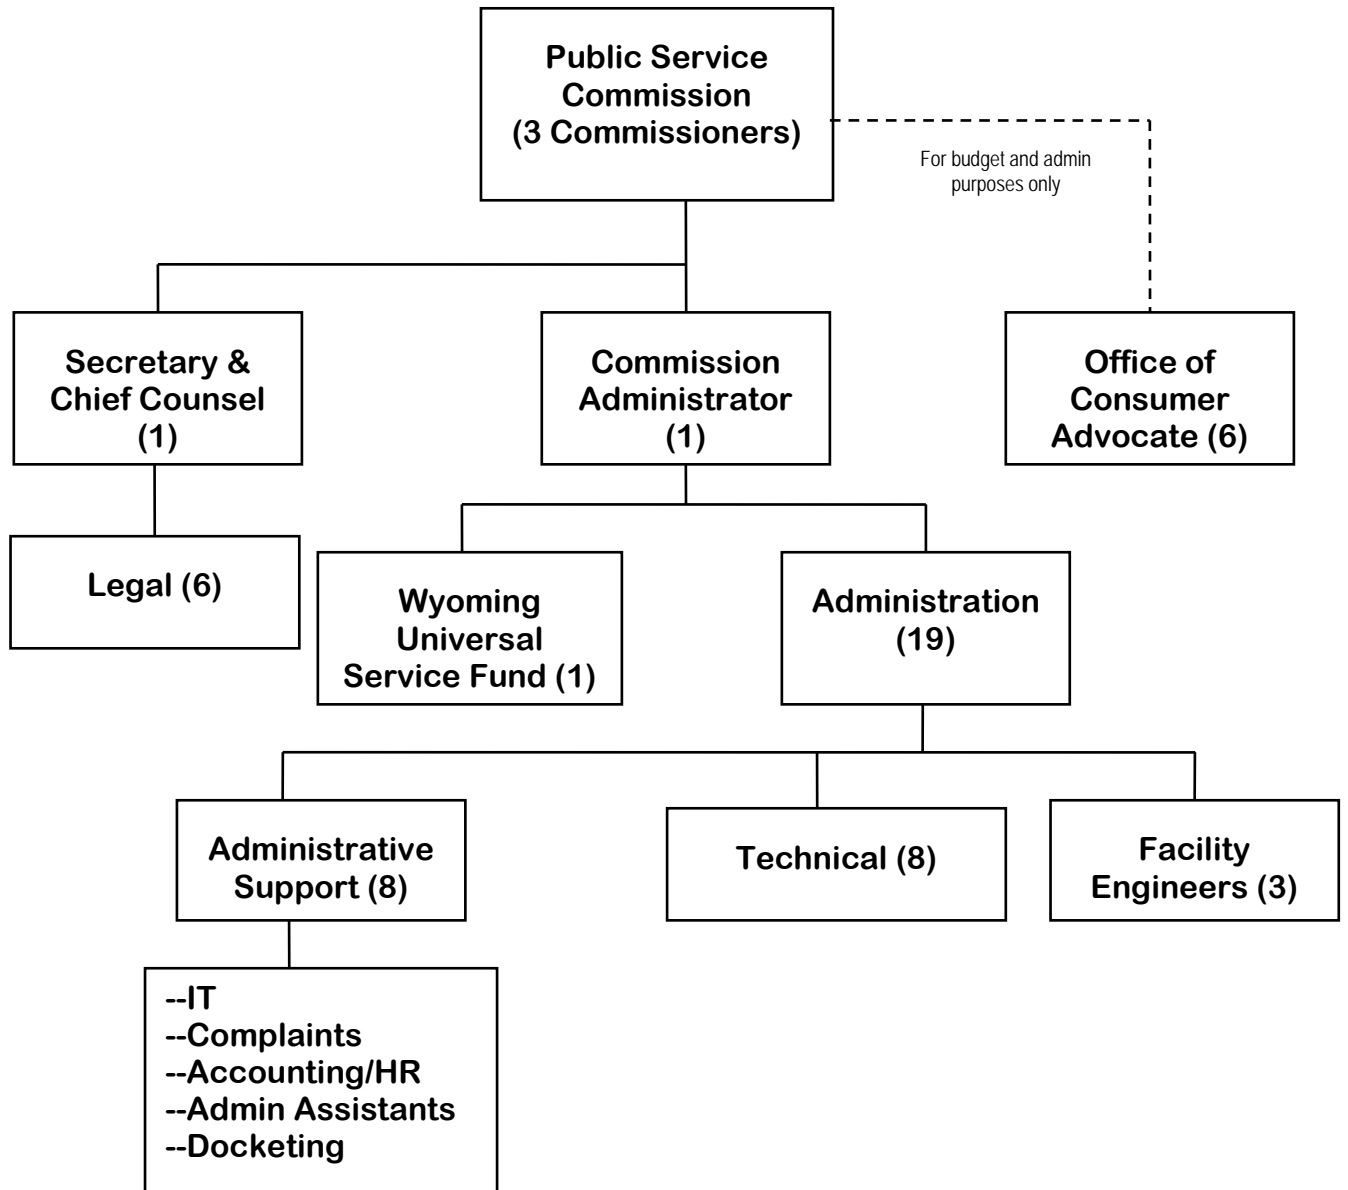 Public Service
Commission
(3 Commissioners)
For budget and admin
purposes only
Secretary &
Chief Counsel
(1)
Commission
Administrator
(1)
Office of
Consumer
Advocate (6)
Legal (6)
Wyoming
Universal
Service Fund (1)
Administration
(19)
Administrative
Support (8)
Technical (8)
Facility
Engineers (3)
--IT
--Complaints
--Accounting/HR
--Admin Assistants
--Docketing